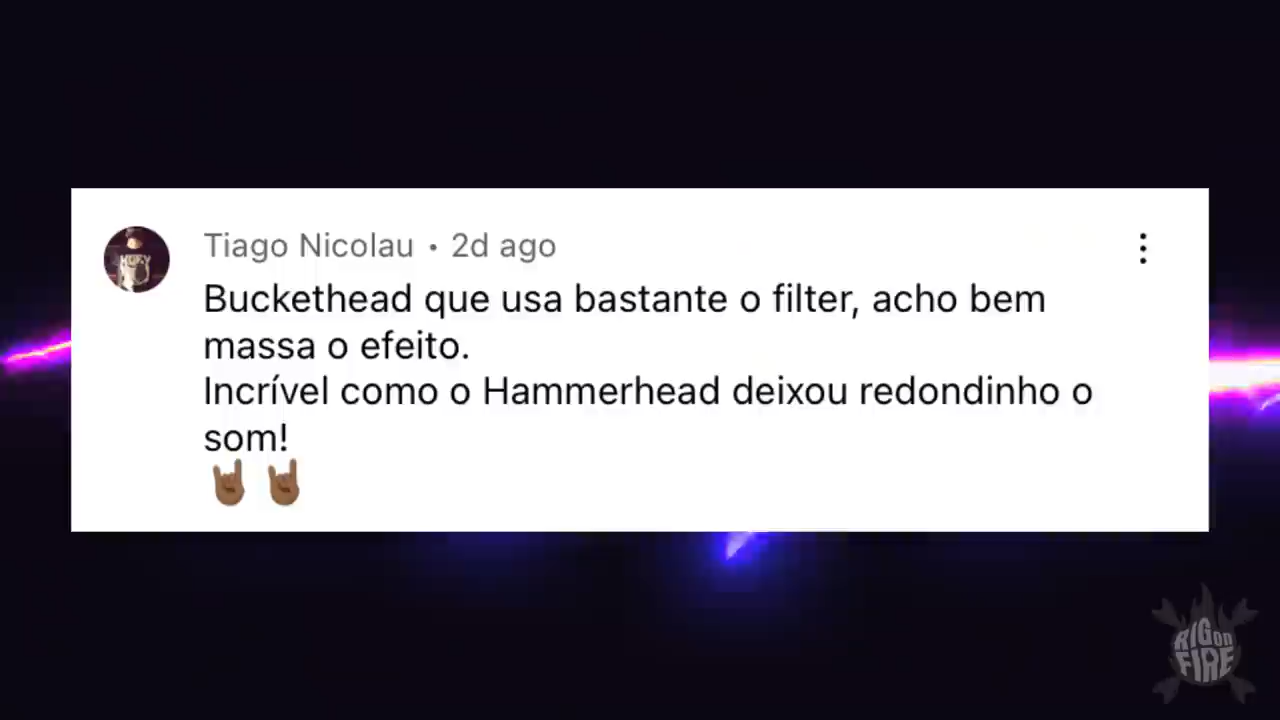 Tiago Nicolau • 2d ago
Buckethead que usa bastante o filter, acho bem
massa o efeito.
Incrível como o Hammerhead deixou redondinho o
som!
🤘🏾 🤘🏾
RIG on
FIRE